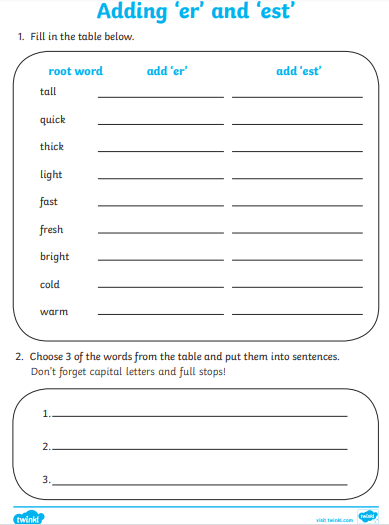 Adding ‘er’ and ‘est’
1. Fill in the table below.
root word add ‘er’ add ‘est’
tall
quick
thick
light
fast
fresh
bright
cold
warm
2. Choose 3 of the words from the table and put them into sentences.
Don't forget capital letters and full stops!
1.
2.
3.
twinkl visit twinkl.com twinkl